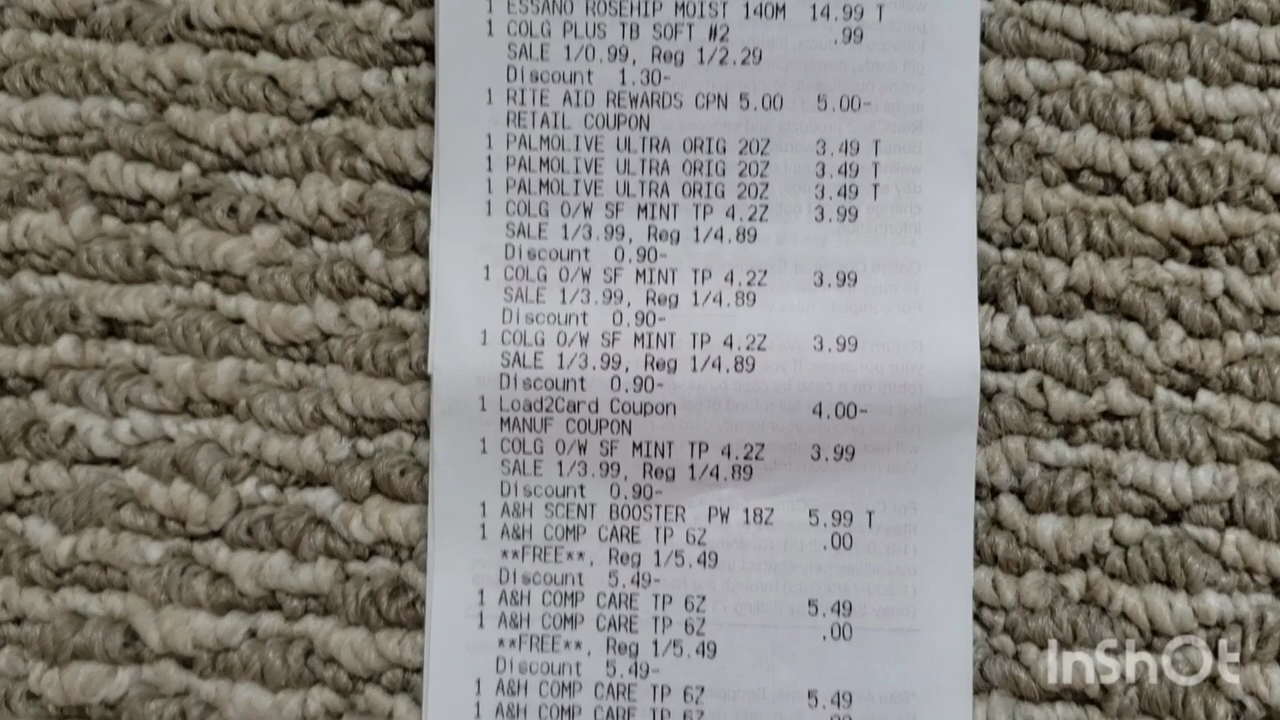 1 ESSANO ROSEHIP MOIST 140M 14.99 T
1 COLG PLUS TB SOFT #2 .99
SALE 1/0.99, Reg 1/2.29
Discount 1.30-
1 RITE AID REWARDS CPN 5.00 5.00-
RETAIL COUPON
1 PALMOLIVE ULTRA ORIG 20Z 3.49 T
1 PALMOLIVE ULTRA ORIG 20Z 3.49 T
1 PALMOLIVE ULTRA ORIG 20Z 3.49 T
1 COLG O/W SF MINT TP 4.2Z 3.99
SALE 1/3.99, Reg 1/4.89
Discount 0.90-
1 COLG O/W SF MINT TP 4.2Z 3.99
SALE 1/3.99, Reg 1/4.89
Discount 0.90-
1 COLG O/W SF MINT TP 4.2Z 3.99
SALE 1/3.99, Reg 1/4.89
Discount 0.90-
1 Load2Card Coupon 4.00-
MANUF COUPON
1 COLG O/W SF MINT TP 4.2Z 3.99
SALE 1/3.99, Reg 1/4.89
Discount 0.90-
1 A&H SCENT BOOSTER PW 18Z 5.99 T
1 A&H COMP CARE TP 6Z .00
**FREE**, Reg 1/5.49
Discount 5.49-
1 A&H COMP CARE TP 6Z 5.49
1 A&H COMP CARE TP 6Z .00
**FREE**, Reg 1/5.49
Discount 5.49-
1 A&H COMP CARE TP 6Z 5.49
1 A&H COMP CARE TP 6Z
InShOt